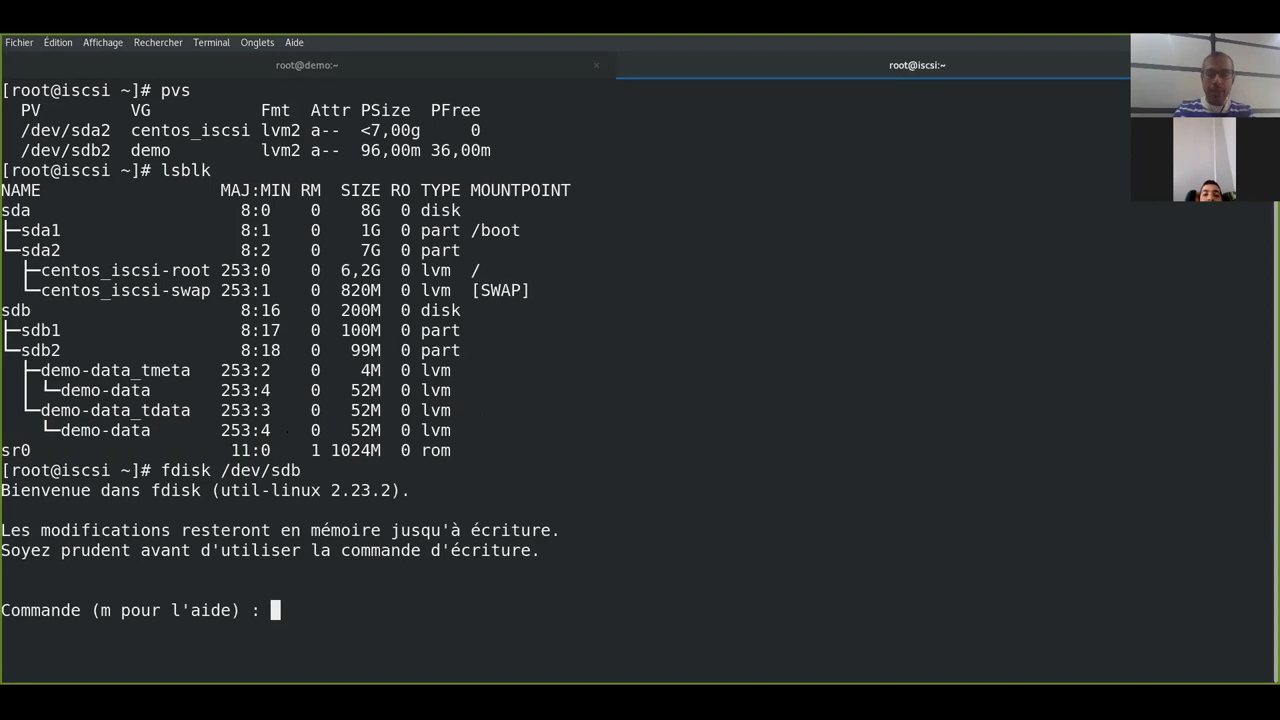 Fichier Édition Affichage Rechercher Terminal Onglets Aide
root@demo:~ × root@iscsi:~
[root@iscsi ~]# pvs
  PV         VG           Fmt  Attr PSize  PFree
  /dev/sda2  centos_iscsi lvm2 a--  <7,00g     0
  /dev/sdb2  demo         lvm2 a--  96,00m 36,00m
[root@iscsi ~]# lsblk
NAME                  MAJ:MIN RM  SIZE RO TYPE MOUNTPOINT
sda                     8:0    0    8G  0 disk
├─sda1                  8:1    0    1G  0 part /boot
└─sda2                  8:2    0    7G  0 part
  ├─centos_iscsi-root 253:0    0  6,2G  0 lvm  /
  └─centos_iscsi-swap 253:1    0  820M  0 lvm  [SWAP]
sdb                     8:16   0  200M  0 disk
├─sdb1                  8:17   0  100M  0 part
└─sdb2                  8:18   0   99M  0 part
  ├─demo-data_tmeta   253:2    0    4M  0 lvm
  │ └─demo-data       253:4    0   52M  0 lvm
  └─demo-data_tdata   253:3    0   52M  0 lvm
    └─demo-data       253:4    0   52M  0 lvm
sr0                    11:0    1 1024M  0 rom
[root@iscsi ~]# fdisk /dev/sdb
Bienvenue dans fdisk (util-linux 2.23.2).
Les modifications resteront en mémoire jusqu'à écriture.
Soyez prudent avant d'utiliser la commande d'écriture.
Commande (m pour l'aide) :